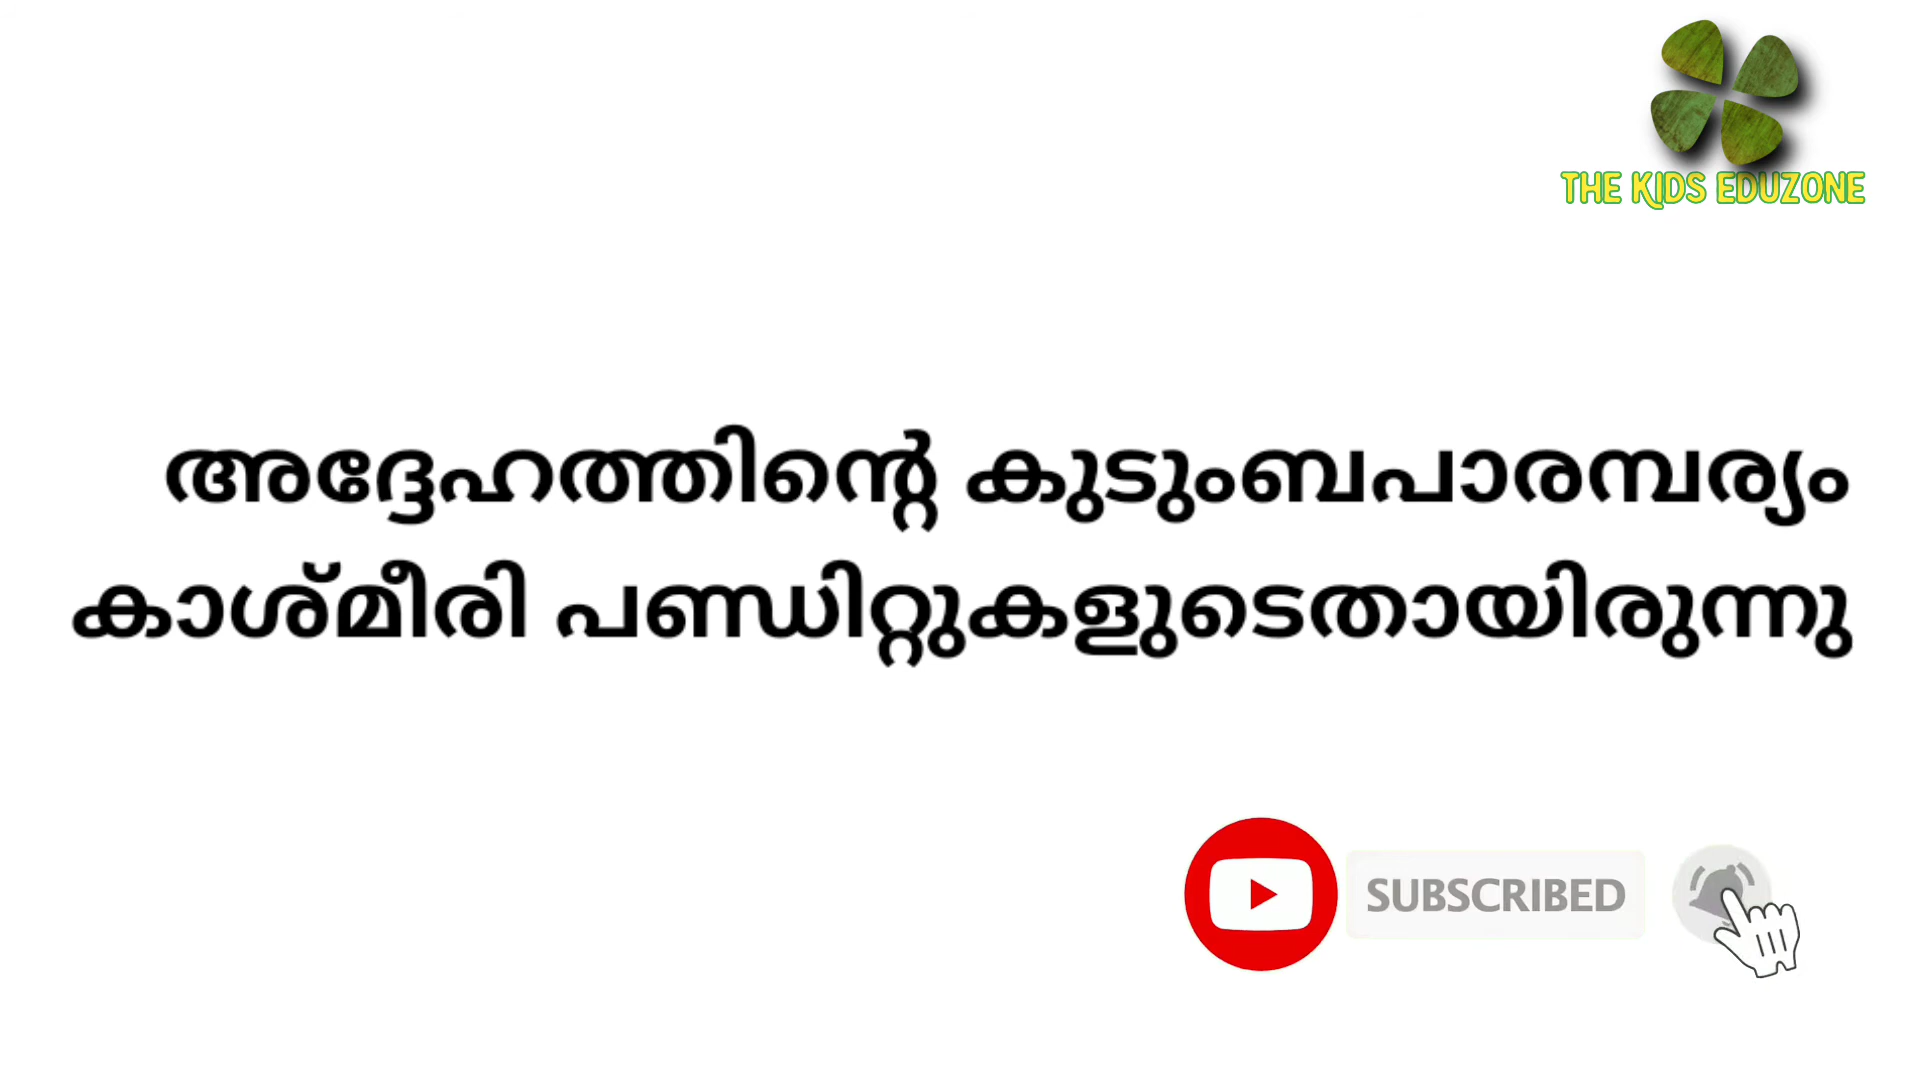 THE KIDS EDUZONE
അദ്ദേഹത്തിന്റെ കുടുംബപാരമ്പര്യം
കാശ്മീരി പണ്ഡിറ്റുകളുടെതായിരുന്നു
SUBSCRIBED